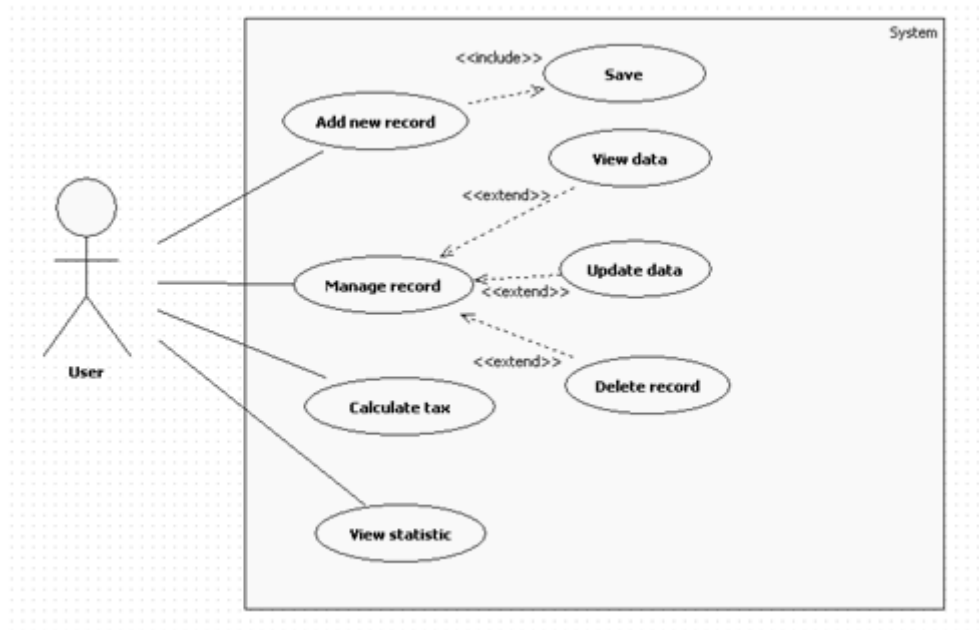 System
<<include>>
Save
Add new record
View data
<<extend>>
Update data
Manage record
<<extend>>
<<extend>>
User
Delete record
Calculate tax
View statistic